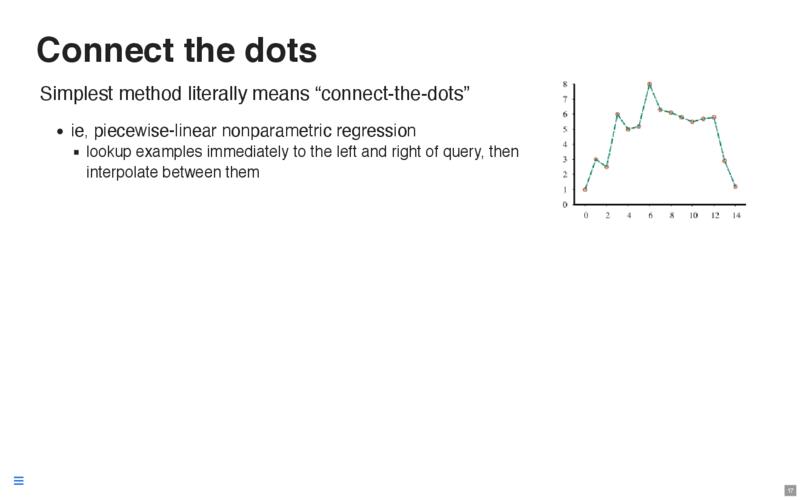 Connect the dots
Simplest method literally means “connect-the-dots”
• ie, piecewise-linear nonparametric regression
▪ lookup examples immediately to the left and right of query, then
interpolate between them
8
7
6
5
4
3
2
1
0
0 2 4 6 8 10 12 14
17